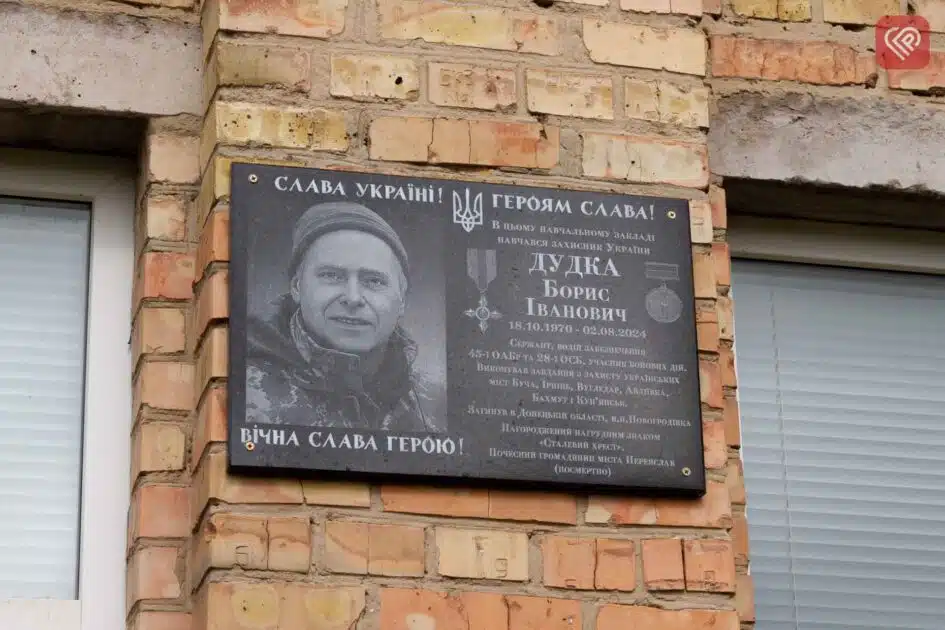 СЛАВА УКРАЇНІ! ГЕРОЯМ СЛАВА!
В ЦЬОМУ НАВЧАЛЬНОМУ ЗАКЛАДІ
НАВЧАВСЯ ЗАХИСНИК УКРАЇНИ
ДУДКА
БОРИС
ІВАНОВИЧ
18.10.1970 - 02.08.2024
СЕРЖАНТ, ВОДІЙ ЗАБЕЗПЕЧЕННЯ
45-Ї ОАБР ТА 28-Ї ОСБ, УЧАСНИК БОЙОВИХ ДІЙ.
ВИКОНУВАВ ЗАВДАННЯ З ЗАХИСТУ УКРАЇНСЬКИХ
МІСТ БУЧА, ІРПІНЬ, ВУГЛЕДАР, АВДІЇВКА,
БАХМУТ І КУП'ЯНСЬК.
ЗАГИНУВ В ДОНЕЦЬКІЙ ОБЛАСТІ, Н.П.НОВОГРОДІВКА
НАГОРОДЖЕНИЙ НАГРУДНИМ ЗНАКОМ
«СТАЛЕВИЙ ХРЕСТ».
ПОЧЕСНИЙ ГРОМАДЯНИН МІСТА ПЕРЕЯСЛАВ
(ПОСМЕРТНО)
ВІЧНА СЛАВА ГЕРОЮ!